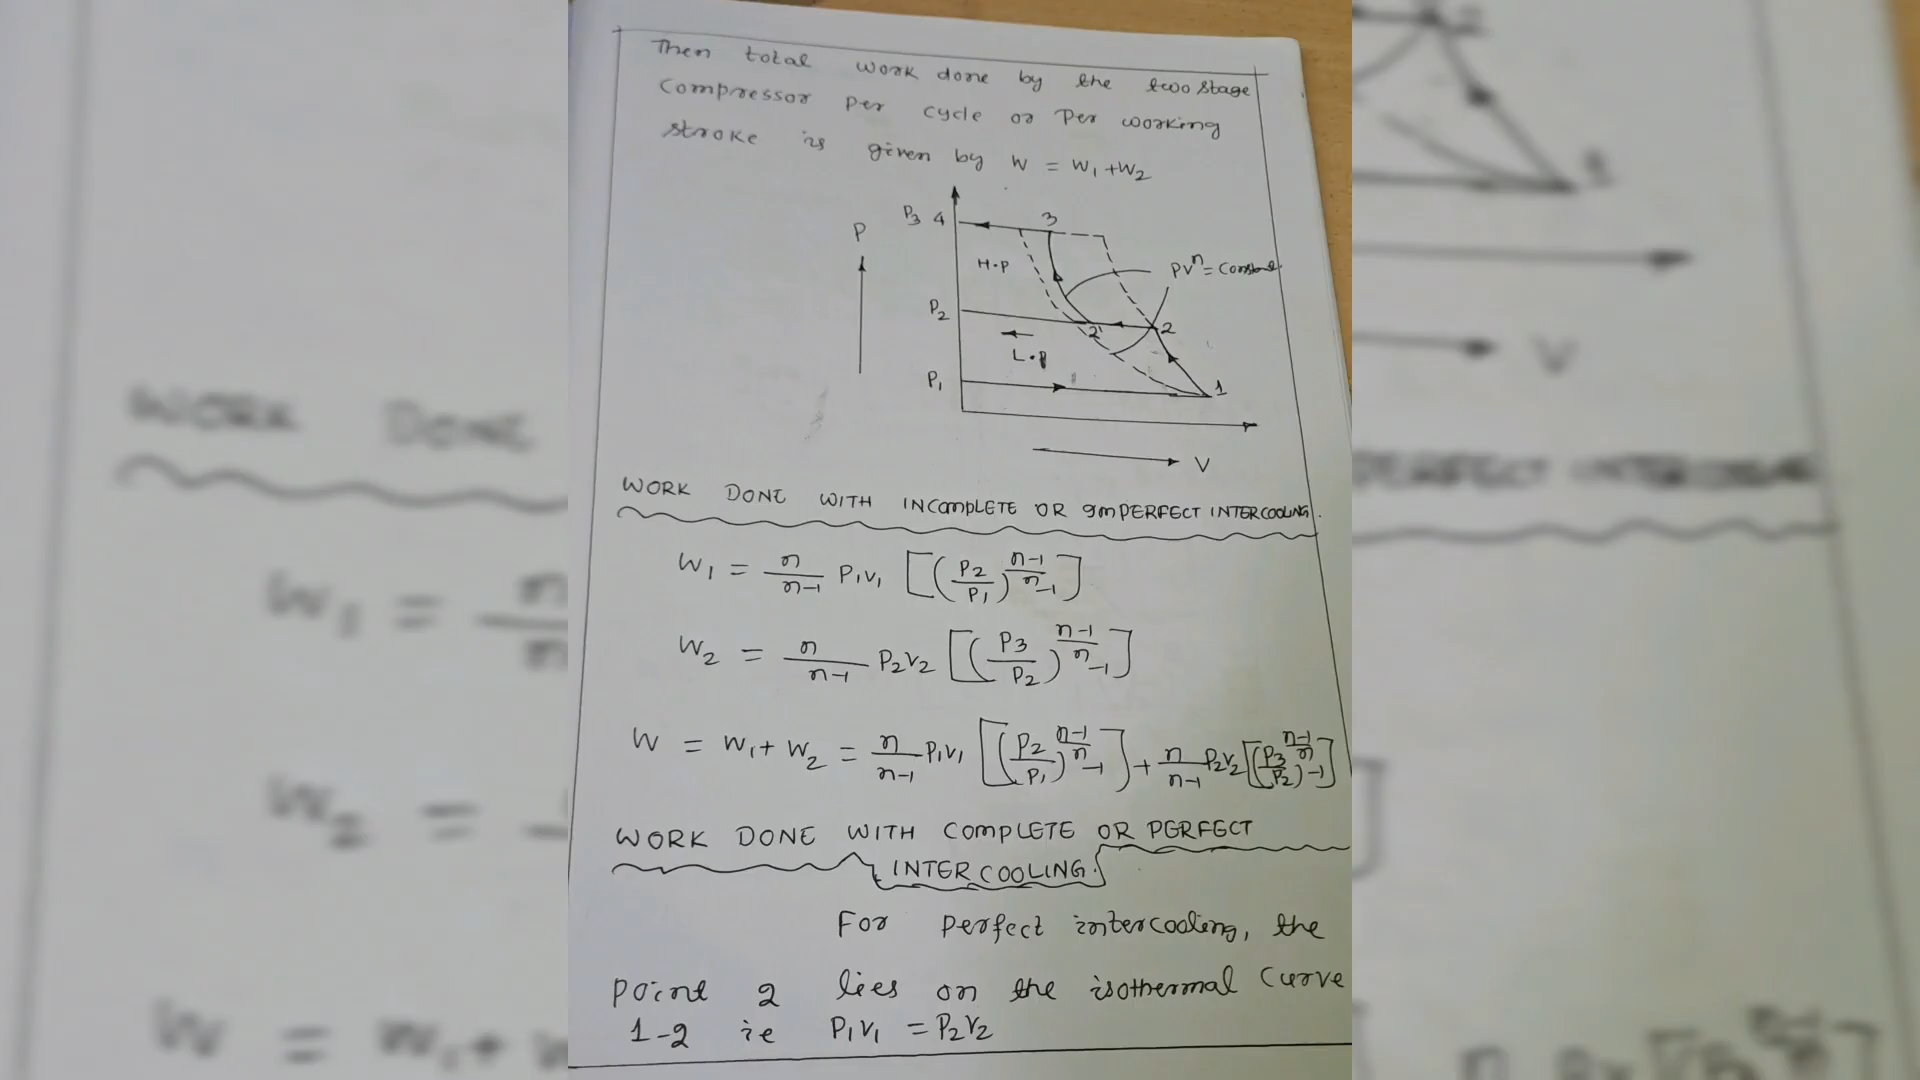 Then total work done by the two stage
compressor per cycle or per working
stroke is given by W = W₁ + W₂
P₃ 4 3
P
H.P
PVⁿ = Constant
P₂ 2' 2
L.P
P₁ 1
V
WORK DONE WITH INCOMPLETE OR IMPERFECT INTERCOOLING.
W₁ = n/(n-1) P₁V₁ [(P₂/P₁)^((n-1)/n) -1]
W₂ = n/(n-1) P₂V₂ [(P₃/P₂)^((n-1)/n) -1]
W = W₁ + W₂ = n/(n-1) P₁V₁ [(P₂/P₁)^((n-1)/n) -1] + n/(n-1) P₂V₂ [(P₃/P₂)^((n-1)/n) -1]
WORK DONE WITH COMPLETE OR PERFECT
INTERCOOLING.
For perfect intercooling, the
point 2 lies on the isothermal curve
1-2 ie P₁V₁ = P₂V₂